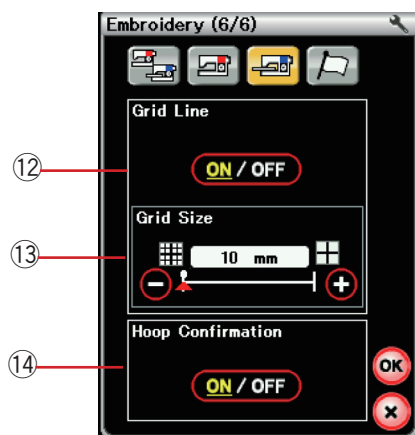 Embroidery (6/6)
Grid Line
⑫
ON / OFF
Grid Size
⑬
10 mm
Hoop Confirmation
⑭
OK
ON / OFF